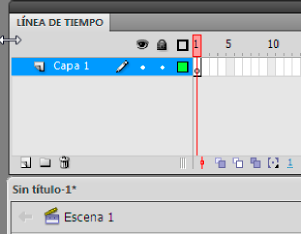 LÍNEA DE TIEMPO
1 5 10
Capa 1
1
Sin título-1*
Escena 1